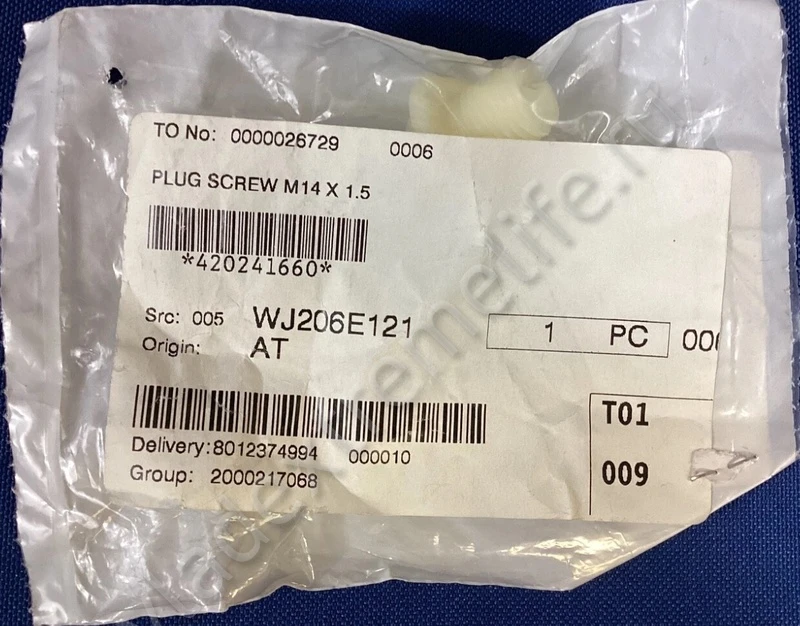 TO No: 0000026729 0006
PLUG SCREW M14 X 1.5
*420241660*
Src: 005 WJ206E121 1 PC
Origin: AT
T01
Delivery:8012374994 000010
009
Group: 2000217068